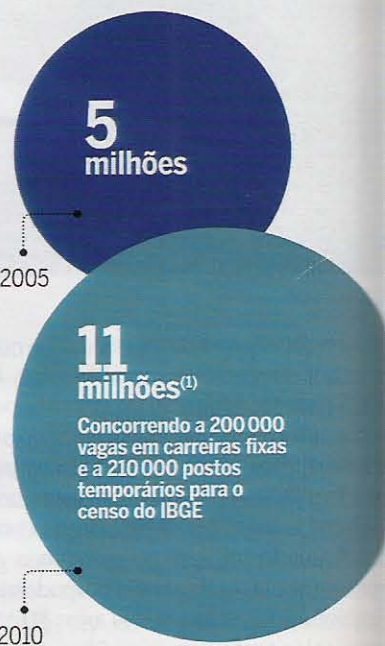 5
milhões
2005
11
milhões(1)
Concorrendo a 200 000
vagas em carreiras fixas
e a 210 000 postos
temporários para o
censo do IBGE
2010